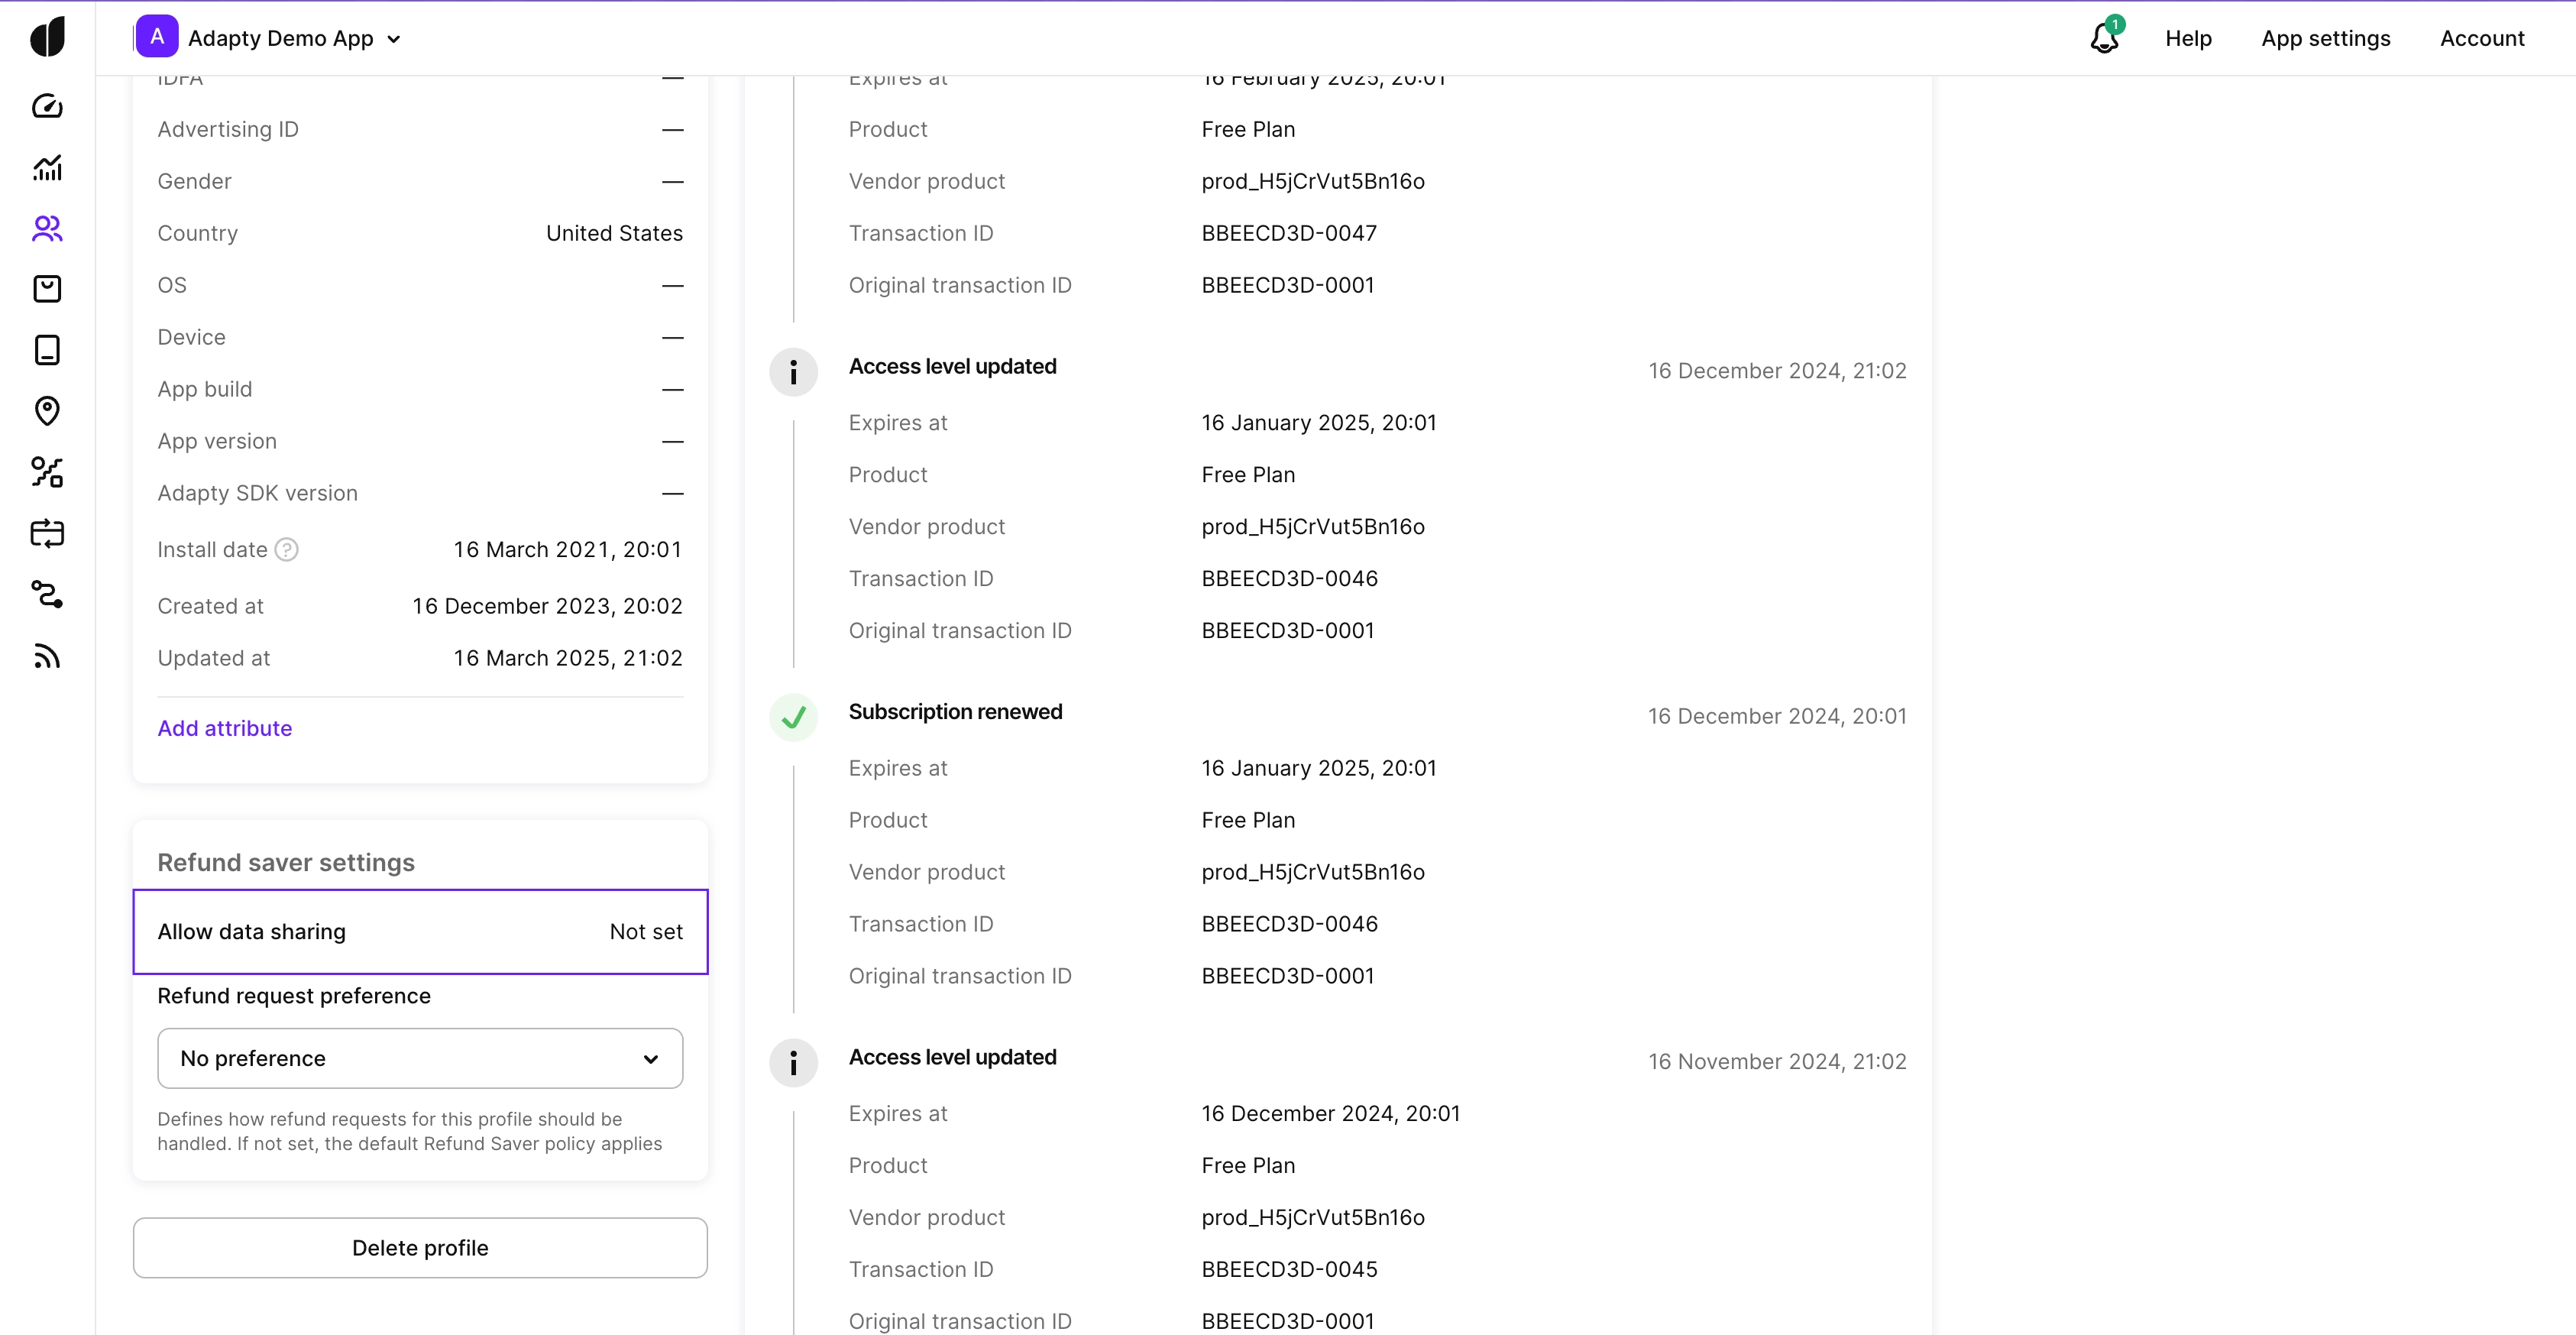 A Adapty Demo App
1
Help
App settings
Account
IDFA —
Advertising ID —
Gender —
Country United States
OS —
Device —
App build —
App version —
Adapty SDK version —
Install date ? 16 March 2021, 20:01
Created at 16 December 2023, 20:02
Updated at 16 March 2025, 21:02
Add attribute
Refund saver settings
Allow data sharing Not set
Refund request preference
No preference
Defines how refund requests for this profile should be
handled. If not set, the default Refund Saver policy applies
Delete profile
Expires at 16 February 2025, 20:01
Product Free Plan
Vendor product prod_H5jCrVut5Bn16o
Transaction ID BBEECD3D-0047
Original transaction ID BBEECD3D-0001
Access level updated 16 December 2024, 21:02
Expires at 16 January 2025, 20:01
Product Free Plan
Vendor product prod_H5jCrVut5Bn16o
Transaction ID BBEECD3D-0046
Original transaction ID BBEECD3D-0001
Subscription renewed 16 December 2024, 20:01
Expires at 16 January 2025, 20:01
Product Free Plan
Vendor product prod_H5jCrVut5Bn16o
Transaction ID BBEECD3D-0046
Original transaction ID BBEECD3D-0001
Access level updated 16 November 2024, 21:02
Expires at 16 December 2024, 20:01
Product Free Plan
Vendor product prod_H5jCrVut5Bn16o
Transaction ID BBEECD3D-0045
Original transaction ID BBEECD3D-0001